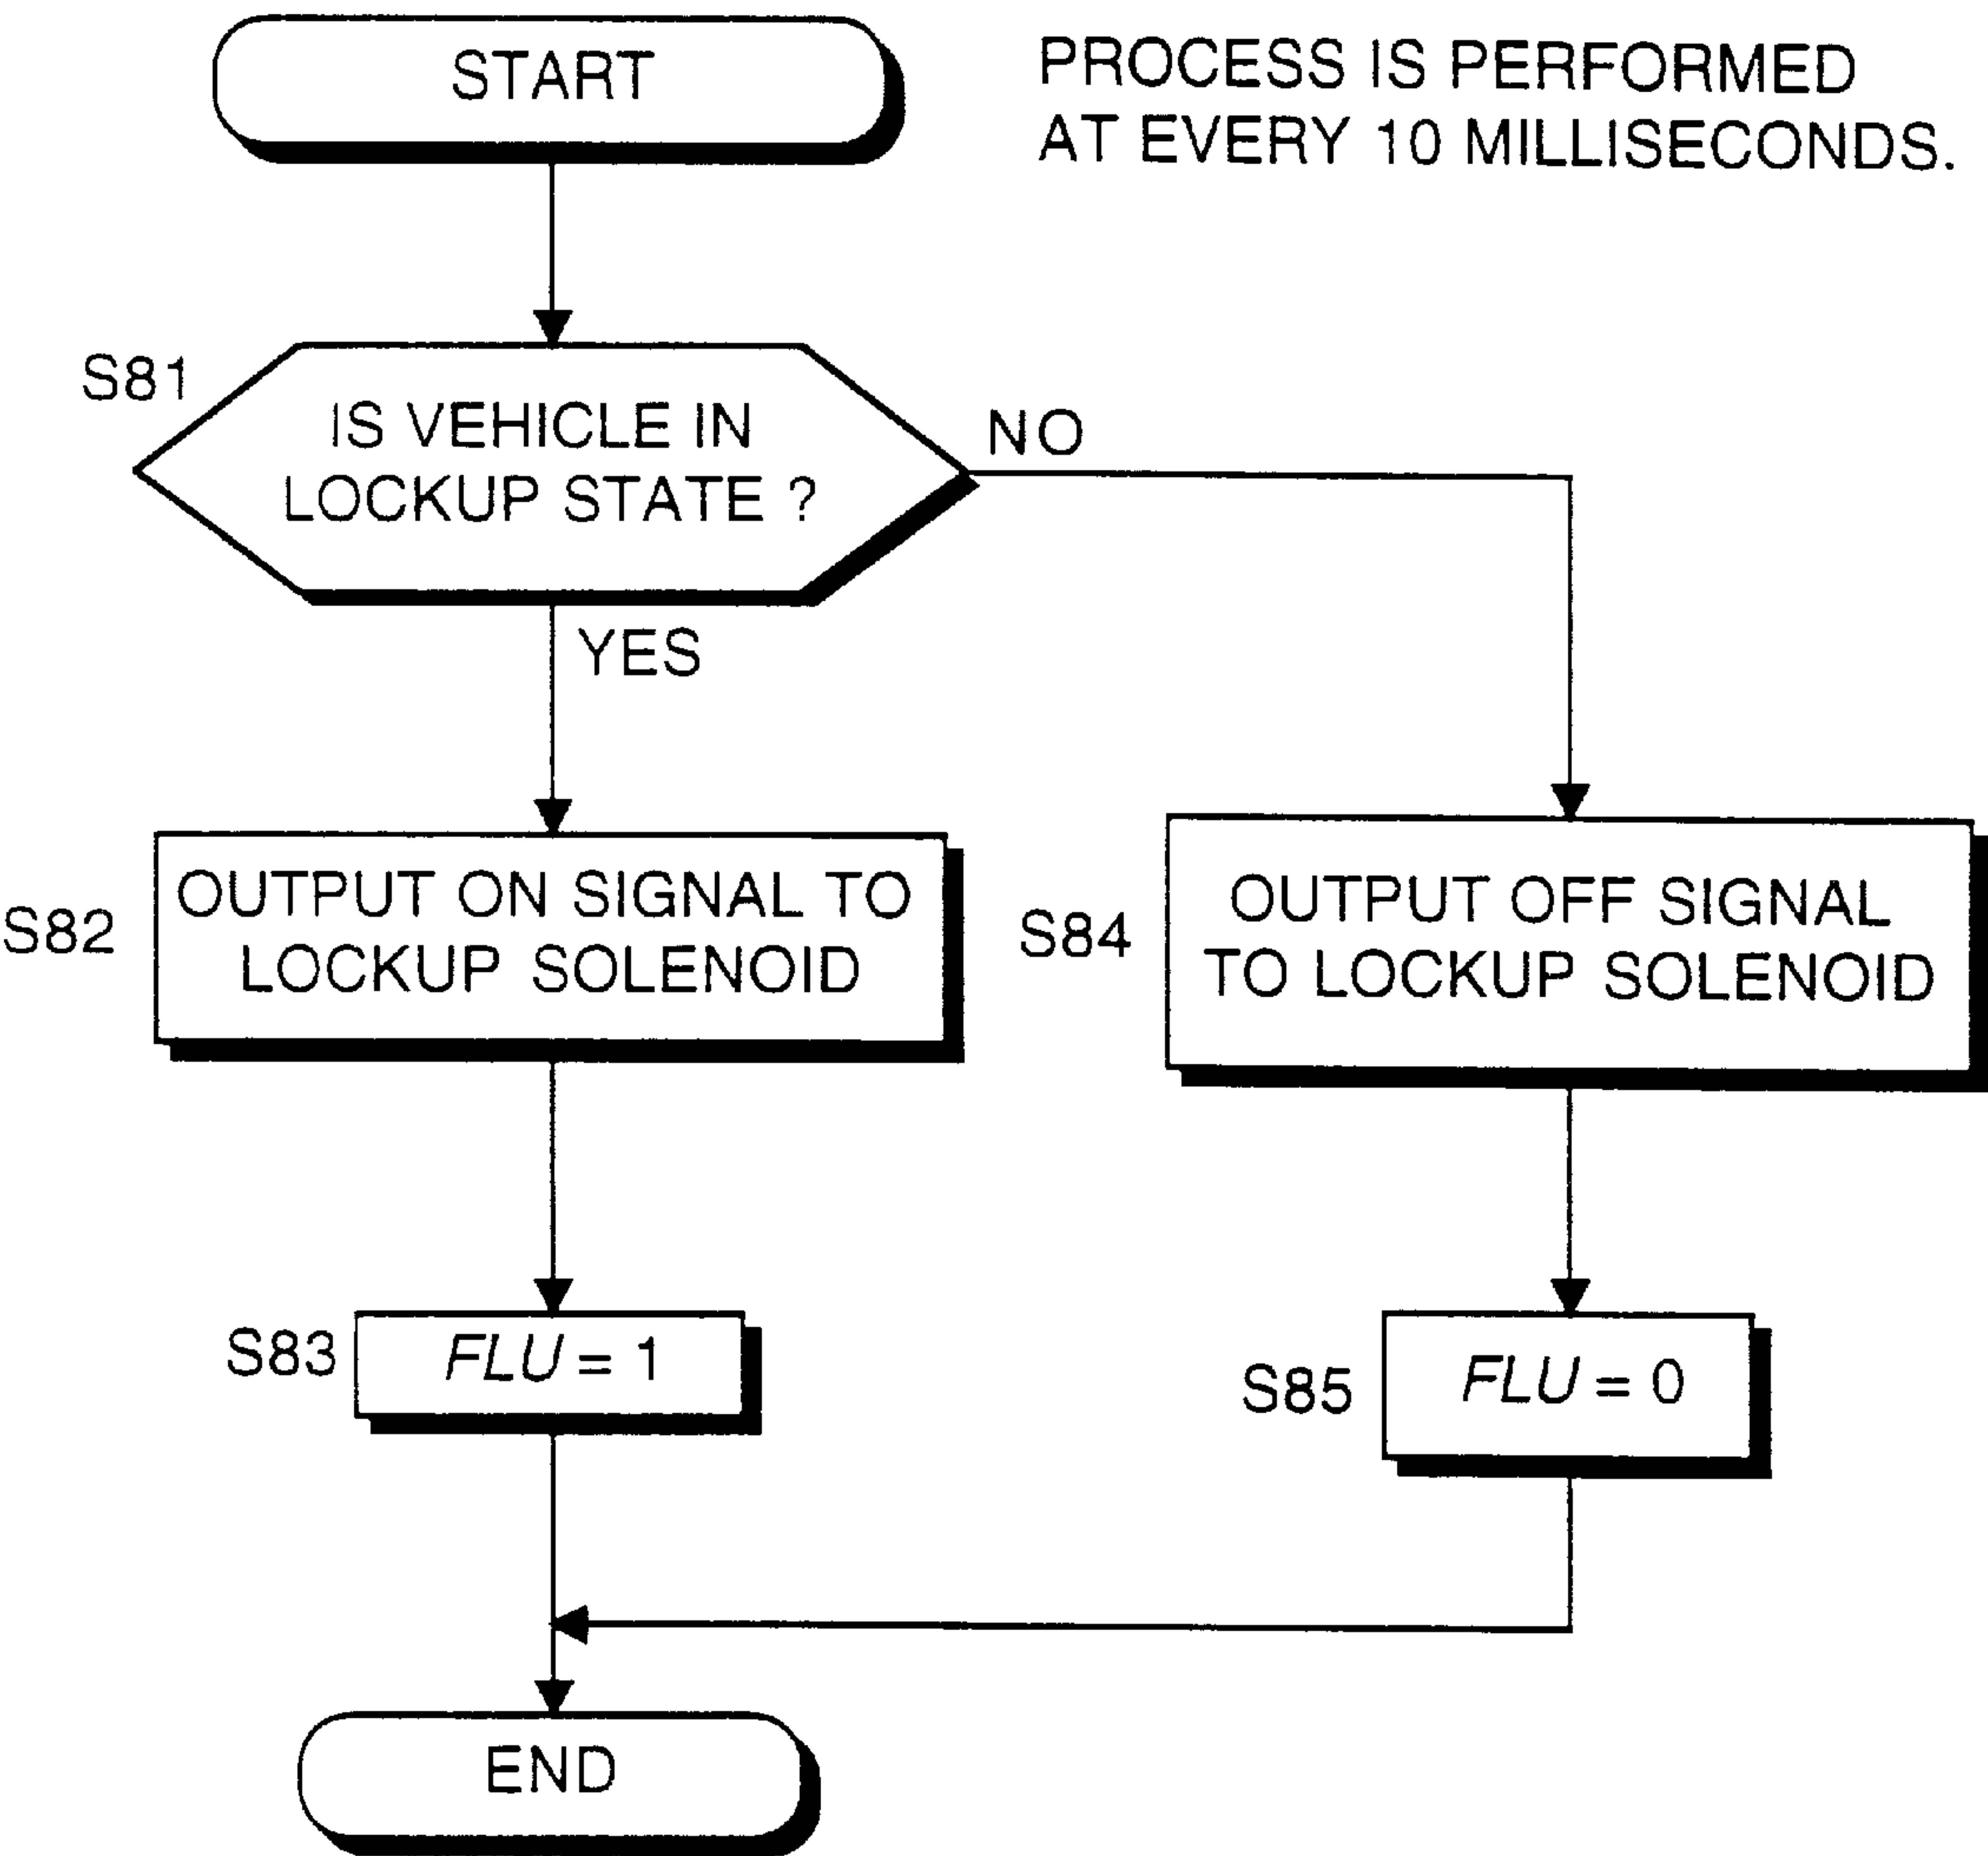 START
PROCESS IS PERFORMED
AT EVERY 10 MILLISECONDS.
S81
IS VEHICLE IN
LOCKUP STATE ?
NO
YES
S82
OUTPUT ON SIGNAL TO
LOCKUP SOLENOID
S84
OUTPUT OFF SIGNAL
TO LOCKUP SOLENOID
S83
FLU = 1
S85
FLU = 0
END